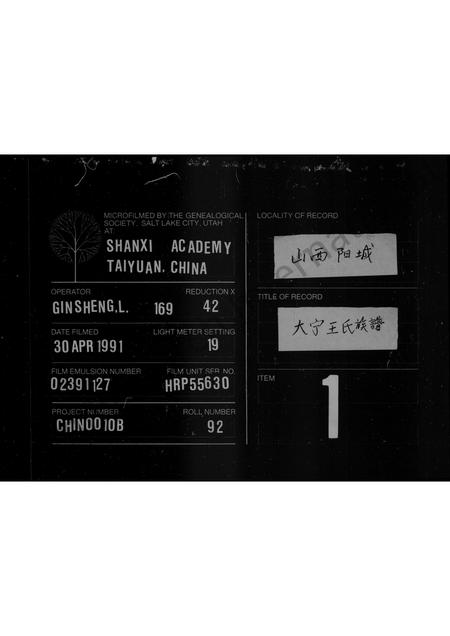 MICROFILMED BY THE GENEALOGICAL
SOCIETY, SALT LAKE CITY, UTAH
AT
SHANXI ACADEMY
TAIYUAN. CHINA
OPERATOR
REDUCTION X
GINSHENG,L. 169 42
DATE FILMED
LIGHT METER SETTING
30 APR 1991 19
FILM EMULSION NUMBER
FILM UNIT SER. NO.
02391127 HRP55630
PROJECT NUMBER
ROLL NUMBER
CHINOO10B 92
LOCALITY OF RECORD
山西 阳城
TITLE OF RECORD
大宁王氏族譜
ITEM
1